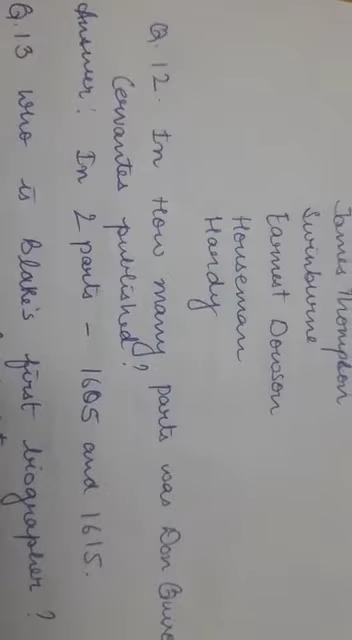 James Thompson
Swinburne
Earnest Dowson
Houseman
Hardy
Q.12. In How many parts was Don
Cervantes published?
Answer: In 2 parts - 1605 and 1615.
Q.13 who is Blake's first biographer?